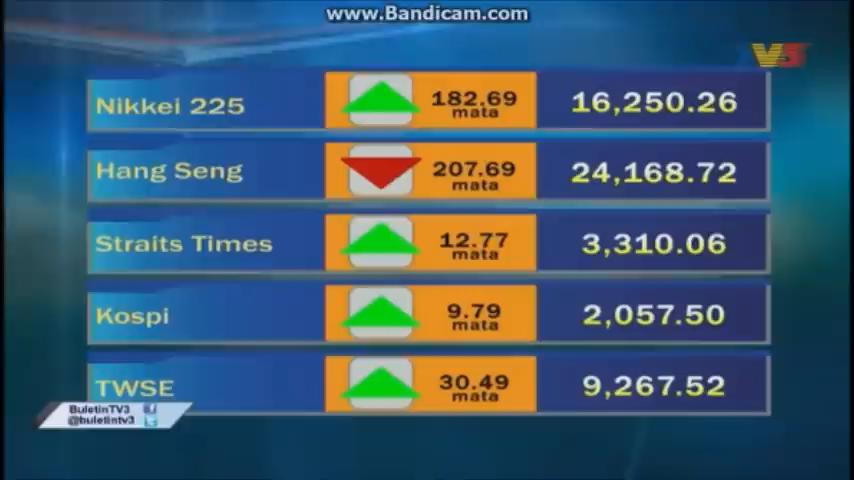 www.Bandicam.com
TV3
Nikkei 225 182.69 mata 16,250.26
Hang Seng 207.69 mata 24,168.72
Straits Times 12.77 mata 3,310.06
Kospi 9.79 mata 2,057.50
TWSE 30.49 mata 9,267.52
BuletinTV3
@buletintv3